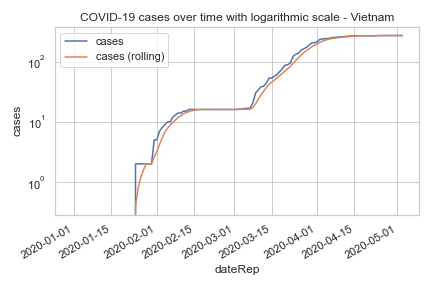 COVID-19 cases over time with logarithmic scale - Vietnam
cases
cases (rolling)
cases
10²
10¹
10⁰
2020-01-01
2020-01-15
2020-02-01
2020-02-15
2020-03-01
2020-03-15
2020-04-01
2020-04-15
2020-05-01
dateRep